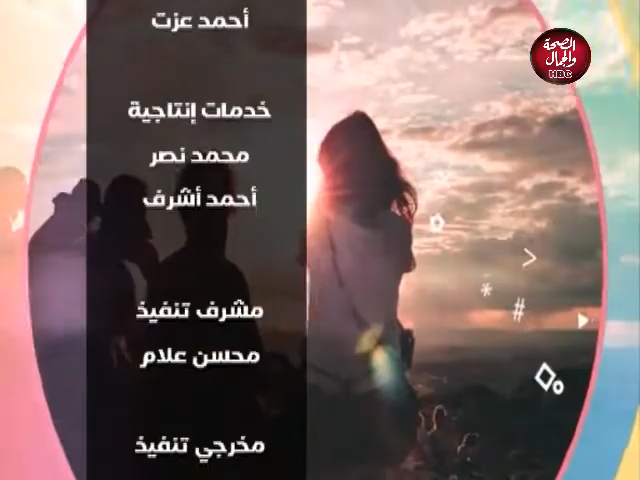 أحمد عزت
الصحة
والجمال
HBC
خدمات إنتاجية
محمد نصر
أحمد أشرف
مشرف تنفيذ
محسن علام
مخرجي تنفيذ